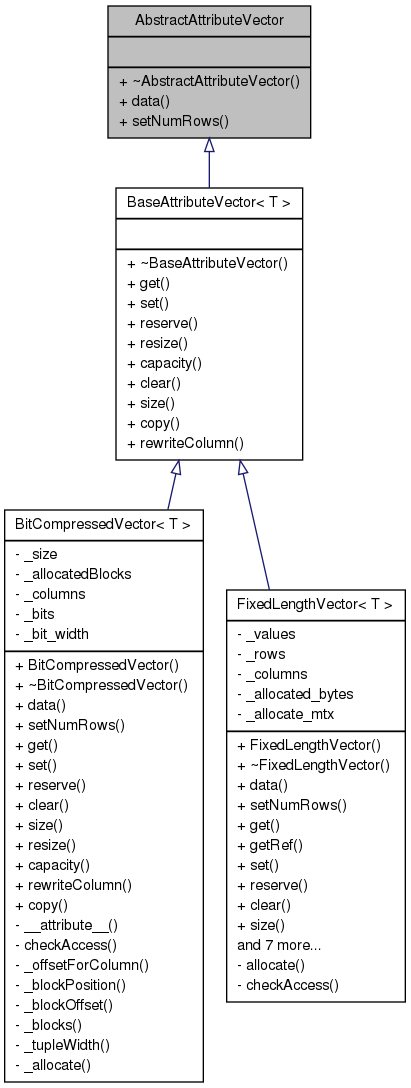 AbstractAttributeVector
+ ~AbstractAttributeVector()
+ data()
+ setNumRows()
BaseAttributeVector< T >
+ ~BaseAttributeVector()
+ get()
+ set()
+ reserve()
+ resize()
+ capacity()
+ clear()
+ size()
+ copy()
+ rewriteColumn()
BitCompressedVector< T >
- _size
- _allocatedBlocks
- _columns
- _bits
- _bit_width
+ BitCompressedVector()
+ ~BitCompressedVector()
+ data()
+ setNumRows()
+ get()
+ set()
+ reserve()
+ clear()
+ size()
+ resize()
+ capacity()
+ rewriteColumn()
+ copy()
- __attribute__()
- checkAccess()
- _offsetForColumn()
- _blockPosition()
- _blockOffset()
- _blocks()
- _tupleWidth()
- _allocate()
FixedLengthVector< T >
- _values
- _rows
- _columns
- _allocated_bytes
- _allocate_mtx
+ FixedLengthVector()
+ ~FixedLengthVector()
+ data()
+ setNumRows()
+ get()
+ getRef()
+ set()
+ reserve()
+ clear()
+ size()
and 7 more...
- allocate()
- checkAccess()